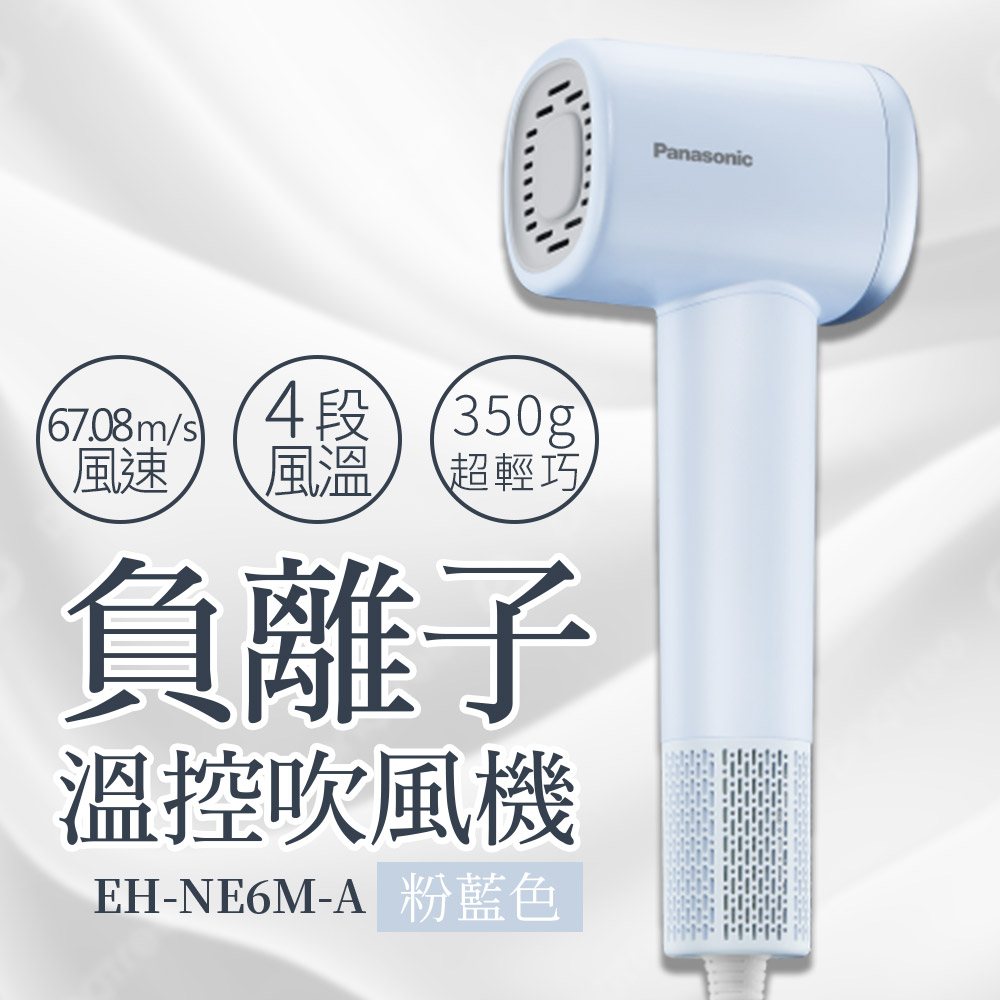 Panasonic
67.08m/s
風速
4段
風溫
350g
超輕巧
負離子
溫控吹風機
EH-NE6M-A 粉藍色